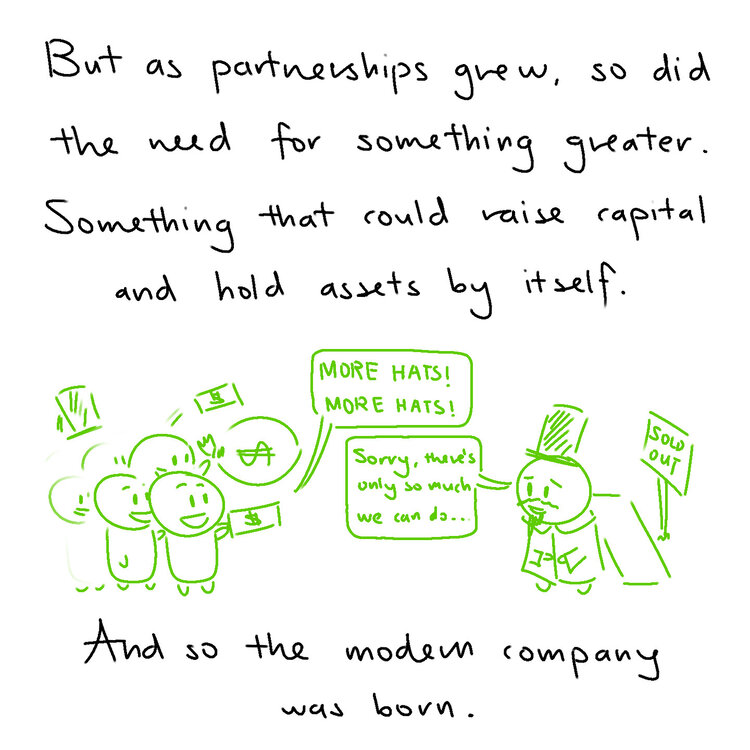 But as partnerships grew, so did
the need for something greater.
Something that could raise capital
and hold assets by itself.
MORE HATS!
MORE HATS!
$
$
$
Sorry, there's
only so much
we can do...
SOLD
OUT
And so the modern company
was born.